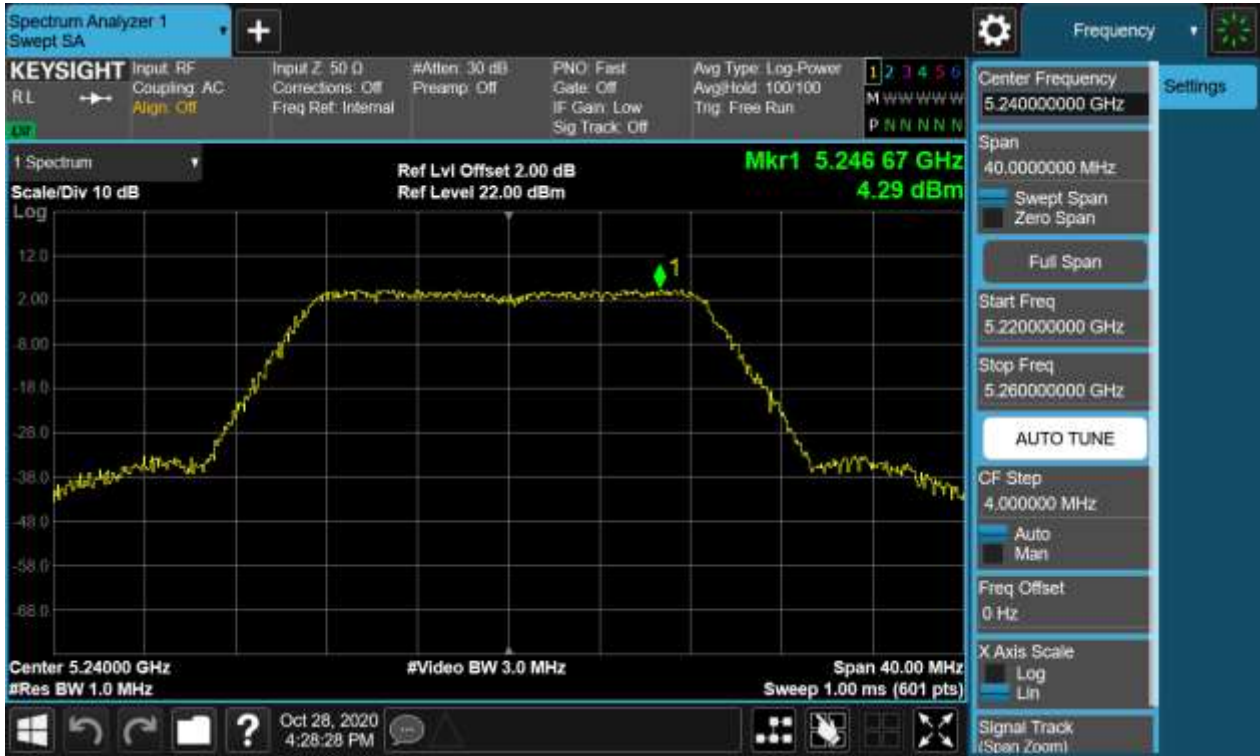 Spectrum Analyzer 1
Swept SA
+
Frequency
KEYSIGHT
RL
Input: RF
Coupling: AC
Align: Off
Input Z: 50 Ω
Corrections: Off
Freq Ref: Internal
#Atten: 30 dB
Preamp: Off
PNO: Fast
Gate: Off
IF Gain: Low
Sig Track: Off
Avg Type: Log-Power
Avg|Hold: 100/100
Trig: Free Run
1 2 3 4 5 6
M W W W W W
P N N N N N
1 Spectrum
Scale/Div 10 dB
Log
Ref Lvl Offset 2.00 dB
Ref Level 22.00 dBm
Mkr1 5.246 67 GHz
4.29 dBm
1
12.0
2.00
-8.00
-18.0
-28.0
-38.0
-48.0
-58.0
-68.0
Center 5.24000 GHz
#Res BW 1.0 MHz
#Video BW 3.0 MHz
Span 40.00 MHz
Sweep 1.00 ms (601 pts)
Center Frequency
5.240000000 GHz
Settings
Span
40.0000000 MHz
Swept Span
Zero Span
Full Span
Start Freq
5.220000000 GHz
Stop Freq
5.260000000 GHz
AUTO TUNE
CF Step
4.000000 MHz
Auto
Man
Freq Offset
0 Hz
X Axis Scale
Log
Lin
Signal Track
(Span Zoom)
?
Oct 28, 2020
4:28:28 PM